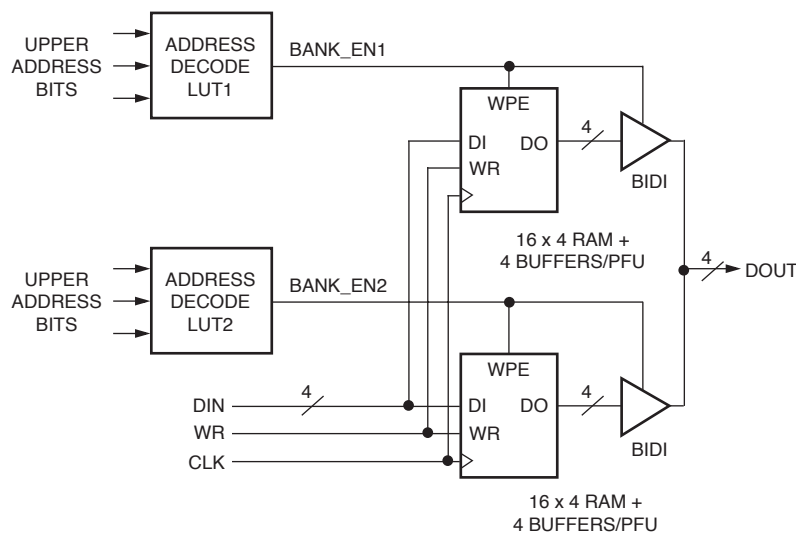 UPPER
ADDRESS
BITS
ADDRESS
DECODE
LUT1
BANK_EN1
WPE
DI
DO
WR
4
BIDI
16 x 4 RAM +
4 BUFFERS/PFU
4
DOUT
UPPER
ADDRESS
BITS
ADDRESS
DECODE
LUT2
BANK_EN2
WPE
DI
DO
WR
4
BIDI
DIN
4
WR
CLK
16 x 4 RAM +
4 BUFFERS/PFU